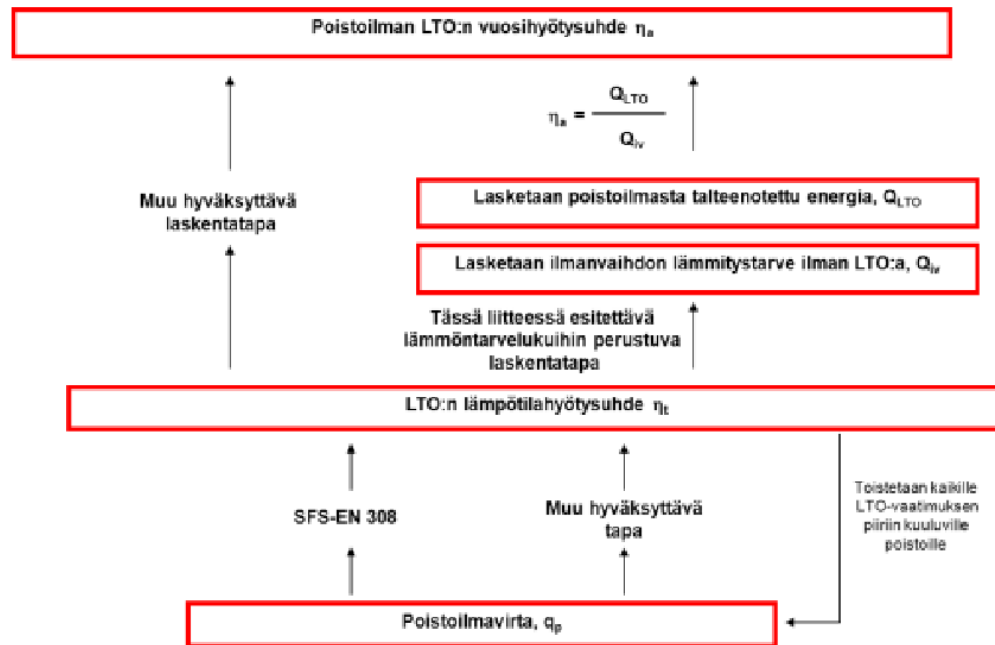 Poistoilman LTO:n vuosihyötysuhde ηa
ηa = QLTO
Qiv
Muu hyväksyttävä
laskentatapa
Lasketaan poistoilmasta talteenotettu energia, QLTO
Lasketaan ilmanvaihdon lämmitystarve ilman LTO:a, Qiv
Tässä liitteessä esitettävä
lämmöntarvelukuihin perustuva
laskentatapa
LTO:n lämpötilahyötysuhde ηt
SFS-EN 308
Muu hyväksyttävä
tapa
Toistetaan kaikille
LTO-vaatimuksen
piiriin kuuluville
poistoille
Poistoilmavirta, qp